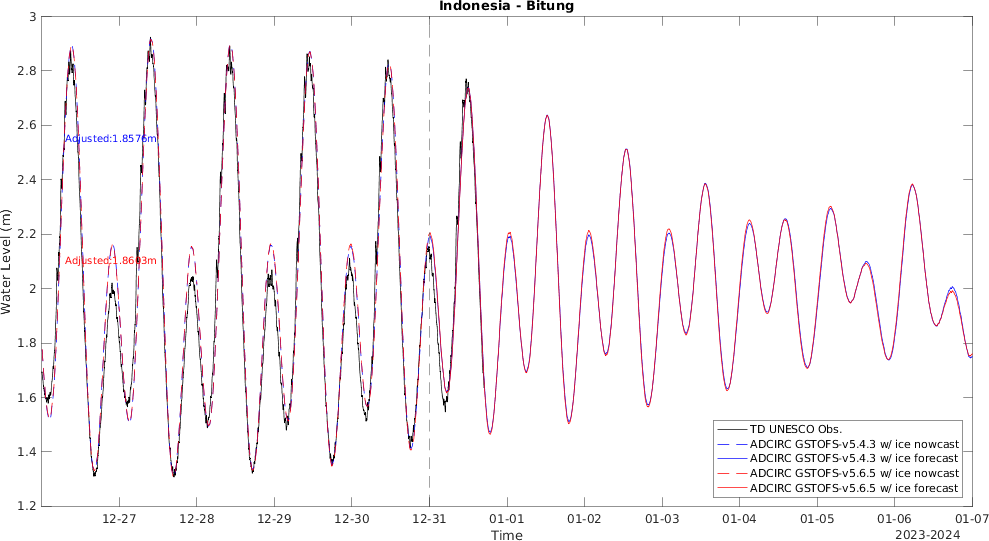 Indonesia - Bitung
Water Level (m)
3
2.8
2.6
2.4
2.2
2
1.8
1.6
1.4
1.2
Adjusted:1.8576m
Adjusted:1.8603m
TD UNESCO Obs.
ADCIRC GSTOFS-v5.4.3 w/ ice nowcast
ADCIRC GSTOFS-v5.4.3 w/ ice forecast
ADCIRC GSTOFS-v5.6.5 w/ ice nowcast
ADCIRC GSTOFS-v5.6.5 w/ ice forecast
12-27 12-28 12-29 12-30 12-31 01-01 01-02 01-03 01-04 01-05 01-06 01-07
Time
2023-2024